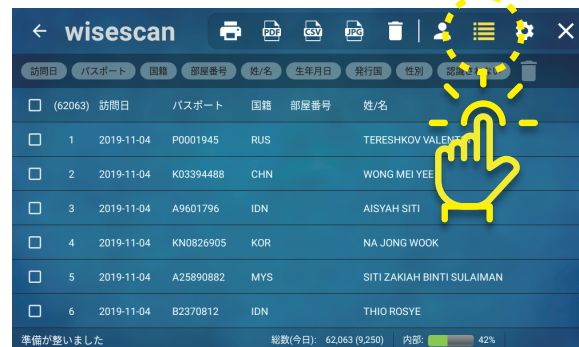 wisescan PDF CSV JPG
訪問日 パスポート 国籍 部屋番号 姓/名 生年月日 発行国 性別 認識されない
(62063) 訪問日 パスポート 国籍 部屋番号 姓/名
1 2019-11-04 P0001945 RUS TERESHKOV
2 2019-11-04 K03394488 CHN WONG MEI YEE
3 2019-11-04 A9601796 IDN AISYAH SITI
4 2019-11-04 KN0826905 KOR NA JONG WOOK
5 2019-11-04 A25890882 MYS SITI ZAKIAH BINTI SULAIMAN
6 2019-11-04 B2370812 IDN THIO ROSYE
準備が整いました 総数(今日): 62,063 (9,250) 内部: 42%